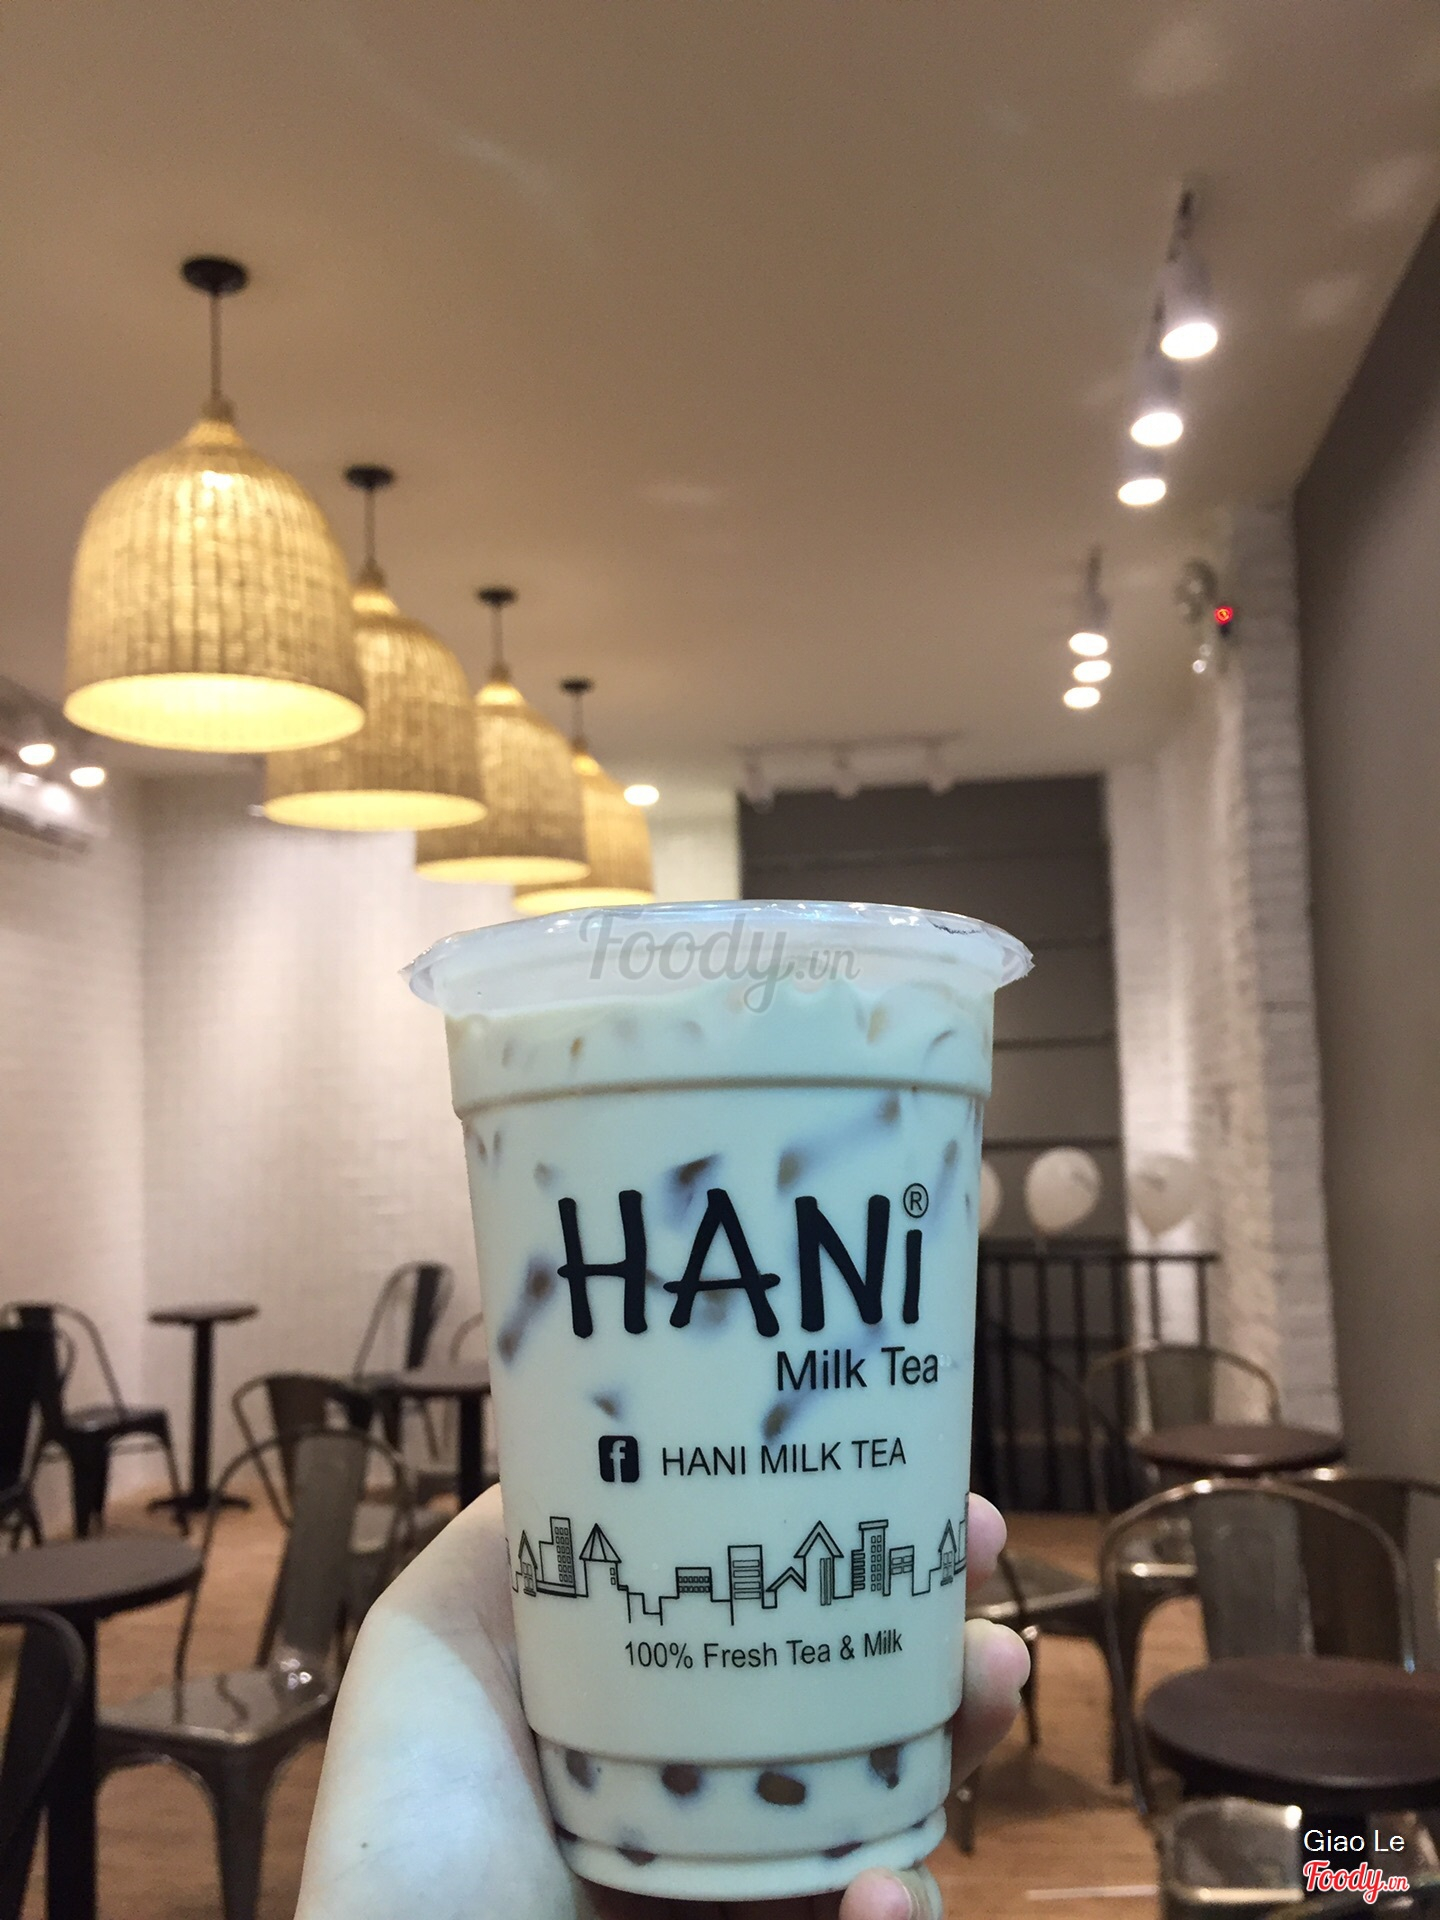 Foody.vn
HANi®
Milk Tea
f HANI MILK TEA
100% Fresh Tea & Milk
Giao Le
Foody.vn